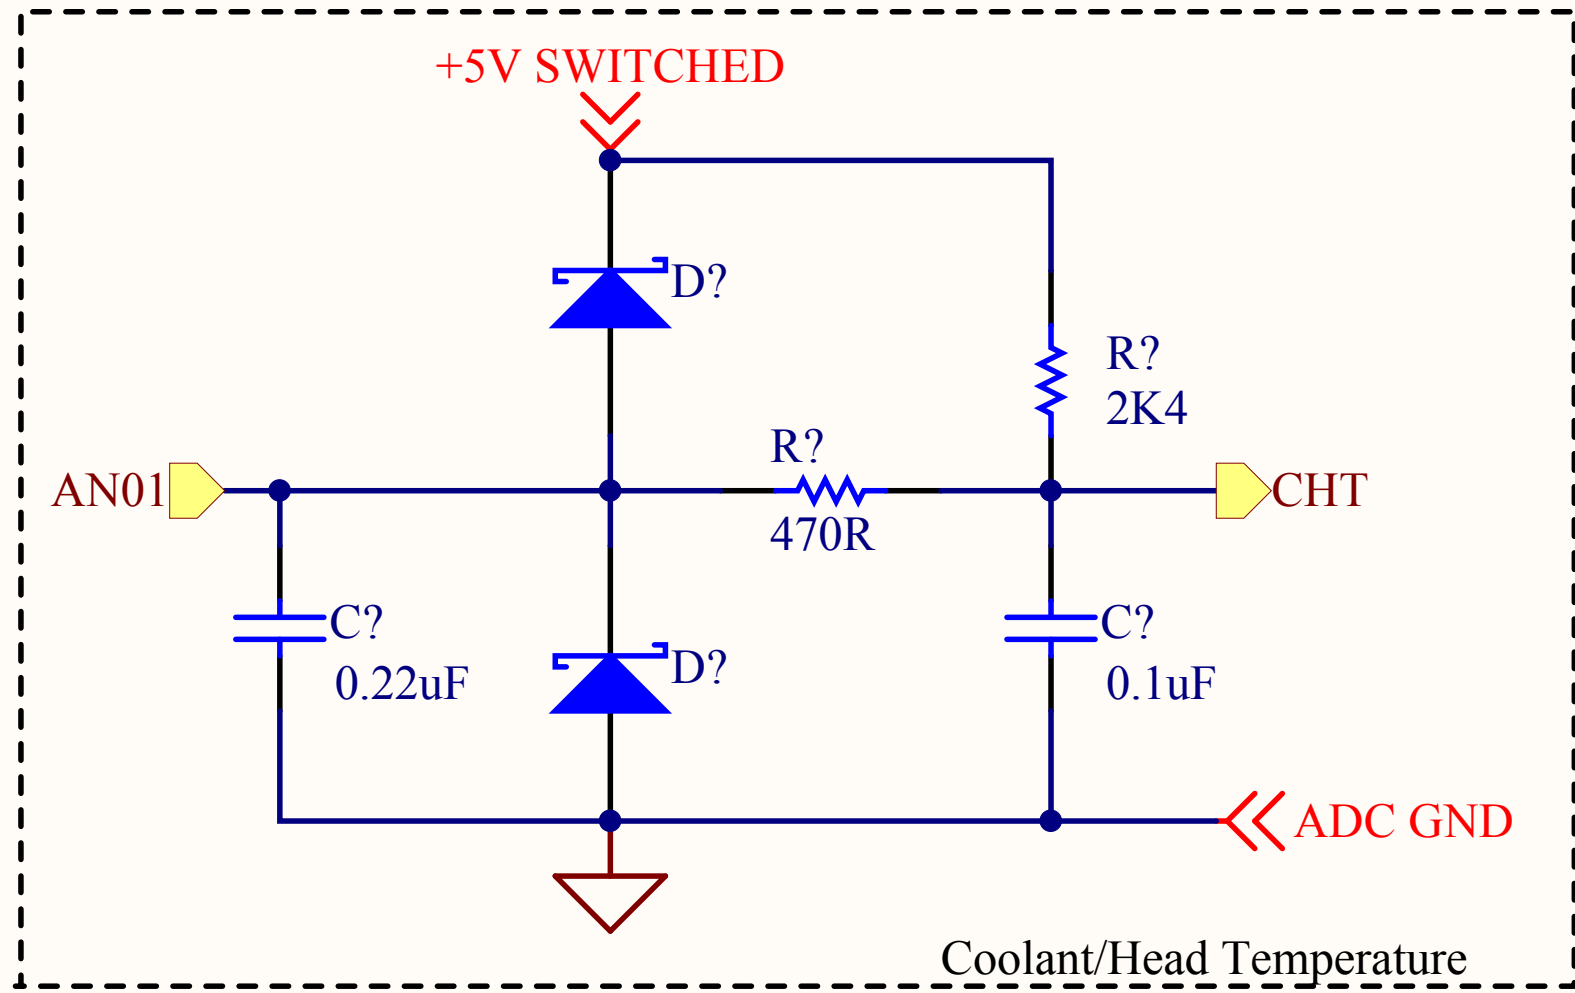 +5V SWITCHED
D?
R?
2K4
R?
AN01
CHT
470R
C?
0.22uF
D?
C?
0.1uF
ADC GND
Coolant/Head Temperature